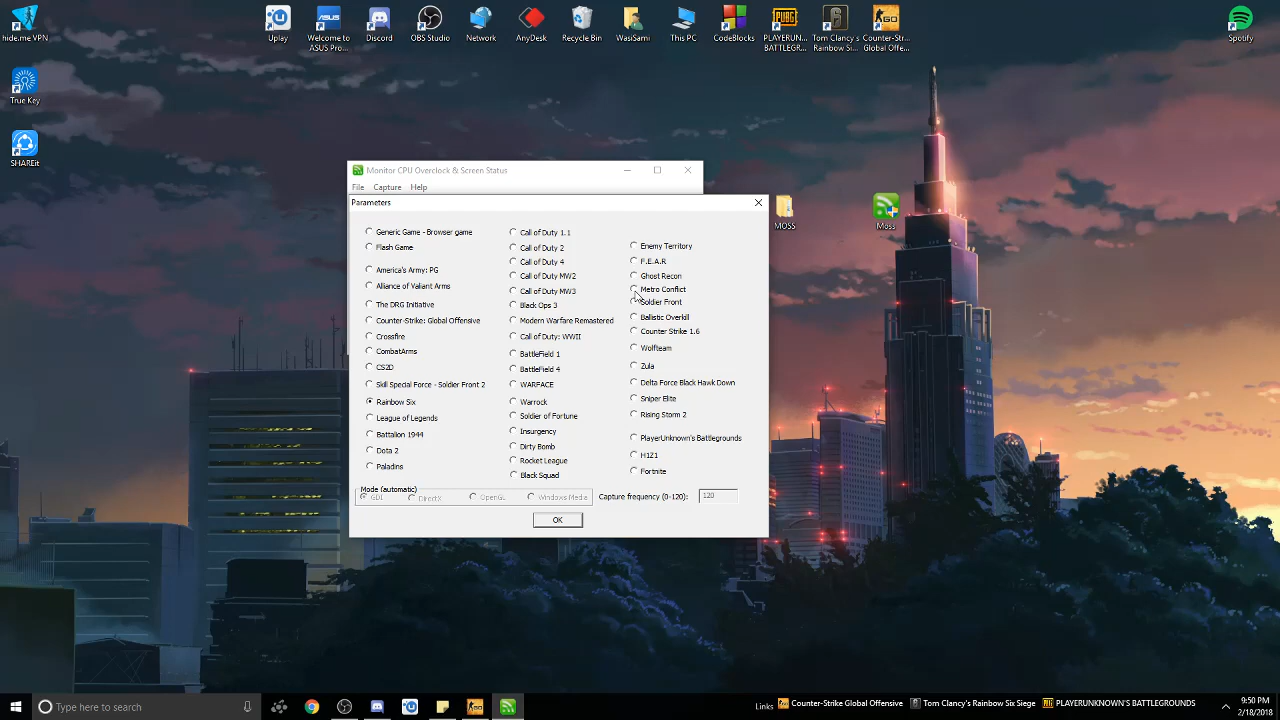 hide.me VPN
Uplay
Welcome to
ASUS Pro...
Discord
OBS Studio
Network
AnyDesk
Recycle Bin
WasiSami
This PC
CodeBlocks
PLAYERUN...
BATTLEGR...
Tom Clancy's
Rainbow Si...
Counter-Str...
Global Offe...
Spotify
True Key
SHAREit
MOSS
Moss
Monitor CPU Overclock & Screen Status
File Capture Help
Parameters
Generic Game - Browser game
Flash Game
America's Army: PG
Alliance of Valiant Arms
The DRG Initiative
Counter-Strike: Global Offensive
Crossfire
CombatArms
CS2D
Skill Special Force - Soldier Front 2
Rainbow Six
League of Legends
Battalion 1944
Dota 2
Paladins
Call of Duty 1.1
Call of Duty 2
Call of Duty 4
Call of Duty MW2
Call of Duty MW3
Black Ops 3
Modern Warfare Remastered
Call of Duty: WWII
BattleField 1
BattleField 4
WARFACE
Warrock
Soldier of Fortune
Insurgency
Dirty Bomb
Rocket League
Black Squad
Enemy Territory
F.E.A.R
Ghost Recon
Metro Conflict
Soldier Front
Ballistic Overkill
Counter Strike 1.6
Wolfteam
Zula
Delta Force Black Hawk Down
Sniper Elite
Rising Storm 2
PlayerUnknown's Battlegrounds
H1Z1
Fortnite
Mode (automatic)
GDI DirectX OpenGL Windows Media
Capture frequency (0-120): 120
OK
Type here to search
Links Counter-Strike Global Offensive Tom Clancy's Rainbow Six Siege PLAYERUNKNOWN'S BATTLEGROUNDS
9:50 PM
2/18/2018